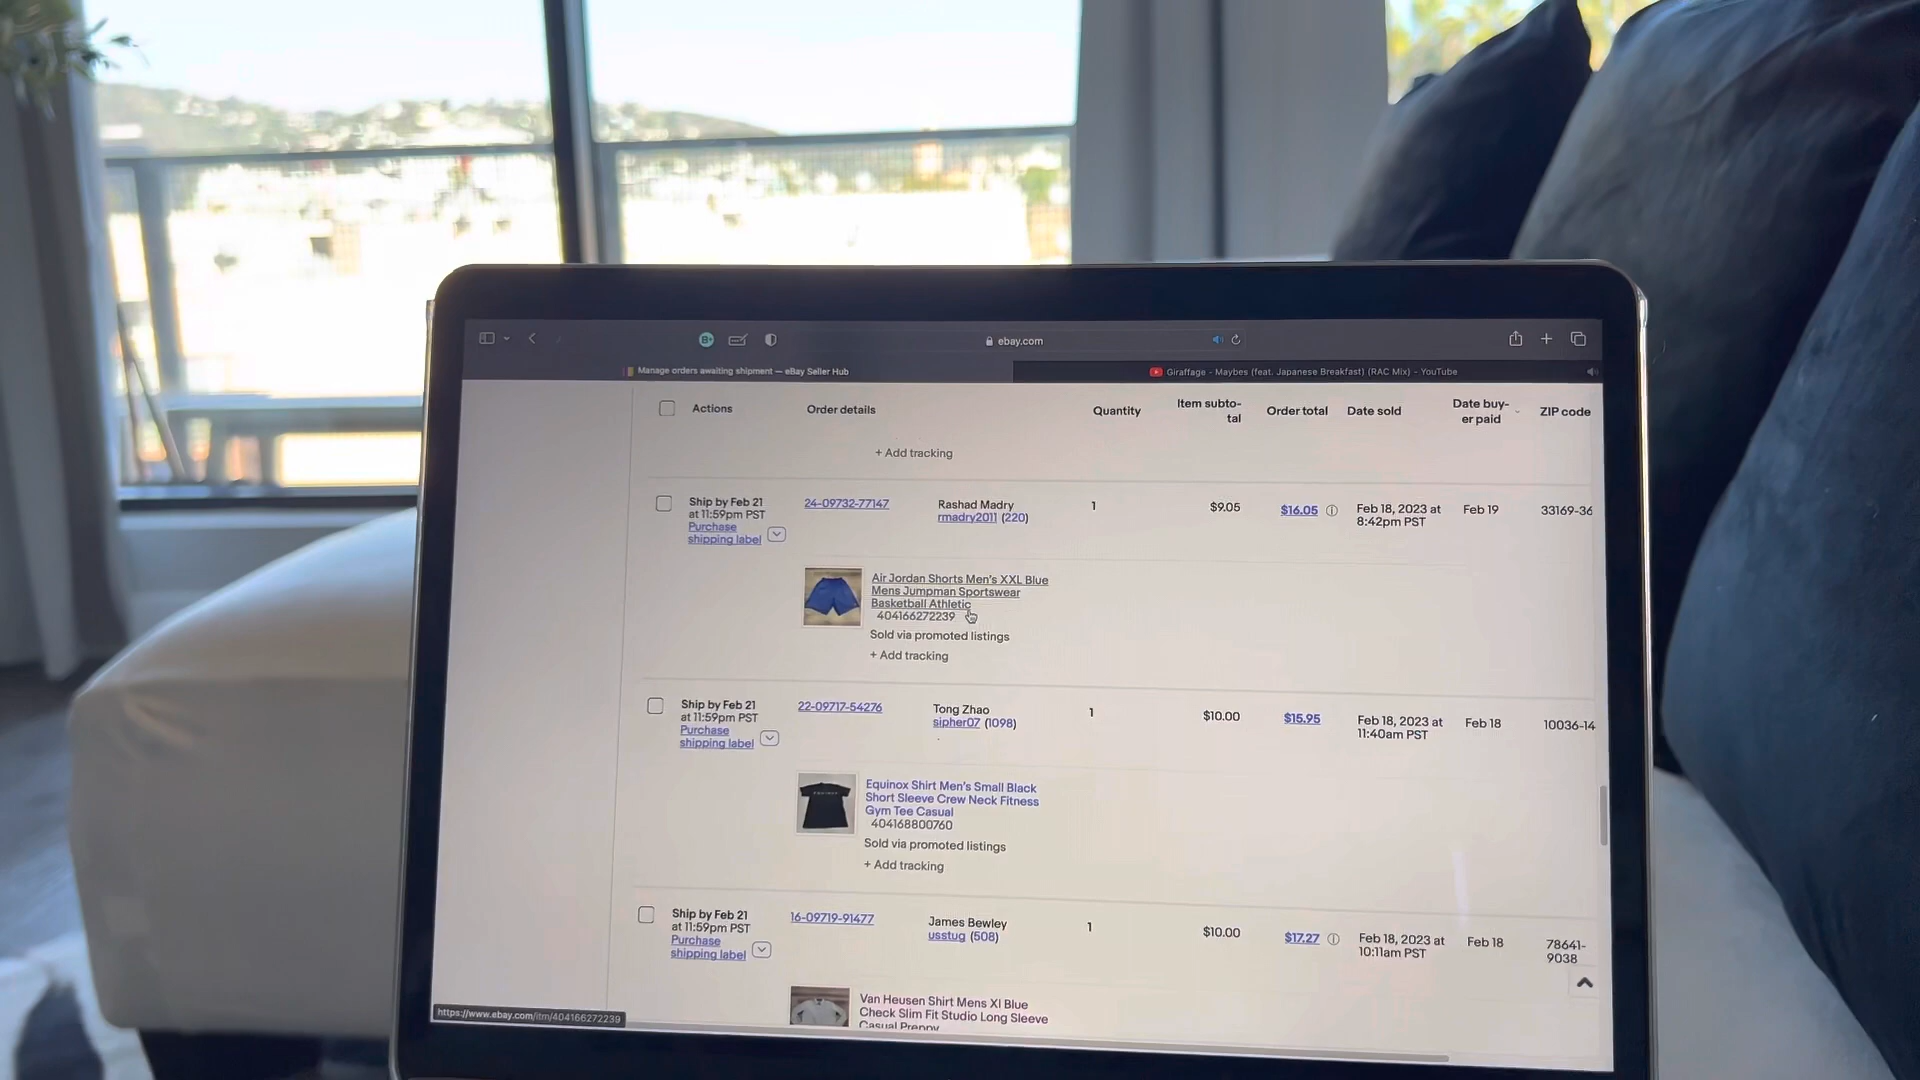 ebay.com
Manage orders awaiting shipment — eBay Seller Hub
Giraffage - Maybes (feat. Japanese Breakfast) (RAC Mix) - YouTube
Actions
Order details
Quantity
Item subto-
tal
Order total
Date sold
Date buy-
er paid
ZIP code
+ Add tracking
Ship by Feb 21
at 11:59pm PST
Purchase
shipping label
24-09732-77147
Rashad Madry
rmadry2011 (220)
1
$9.05
$16.05
Feb 18, 2023 at
8:42pm PST
Feb 19
33169-36
Air Jordan Shorts Men's XXL Blue
Mens Jumpman Sportswear
Basketball Athletic
404166272239
Sold via promoted listings
+ Add tracking
Ship by Feb 21
at 11:59pm PST
Purchase
shipping label
22-09717-54276
Tong Zhao
sipher07 (1098)
1
$10.00
$15.95
Feb 18, 2023 at
11:40am PST
Feb 18
10036-14
Equinox Shirt Men's Small Black
Short Sleeve Crew Neck Fitness
Gym Tee Casual
404168800760
Sold via promoted listings
+ Add tracking
Ship by Feb 21
at 11:59pm PST
Purchase
shipping label
16-09719-91477
James Bewley
usstug (508)
1
$10.00
$17.27
Feb 18, 2023 at
10:11am PST
Feb 18
78641-
9038
Van Heusen Shirt Mens Xl Blue
Check Slim Fit Studio Long Sleeve
Casual Preppy
https://www.ebay.com/itm/404166272239